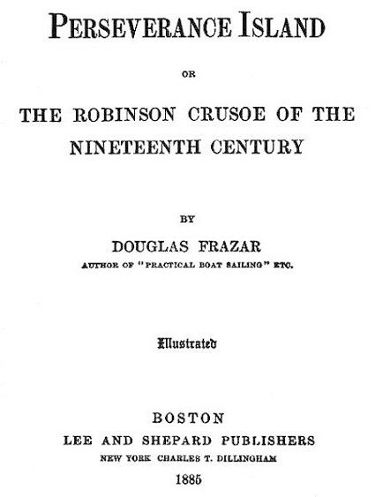 PERSEVERANCE ISLAND
OR
THE ROBINSON CRUSOE OF THE
NINETEENTH CENTURY
BY
DOUGLAS FRAZAR
AUTHOR OF "PRACTICAL BOAT SAILING" ETC.
Illustrated
BOSTON
LEE AND SHEPARD PUBLISHERS
NEW YORK CHARLES T. DILLINGHAM
1885